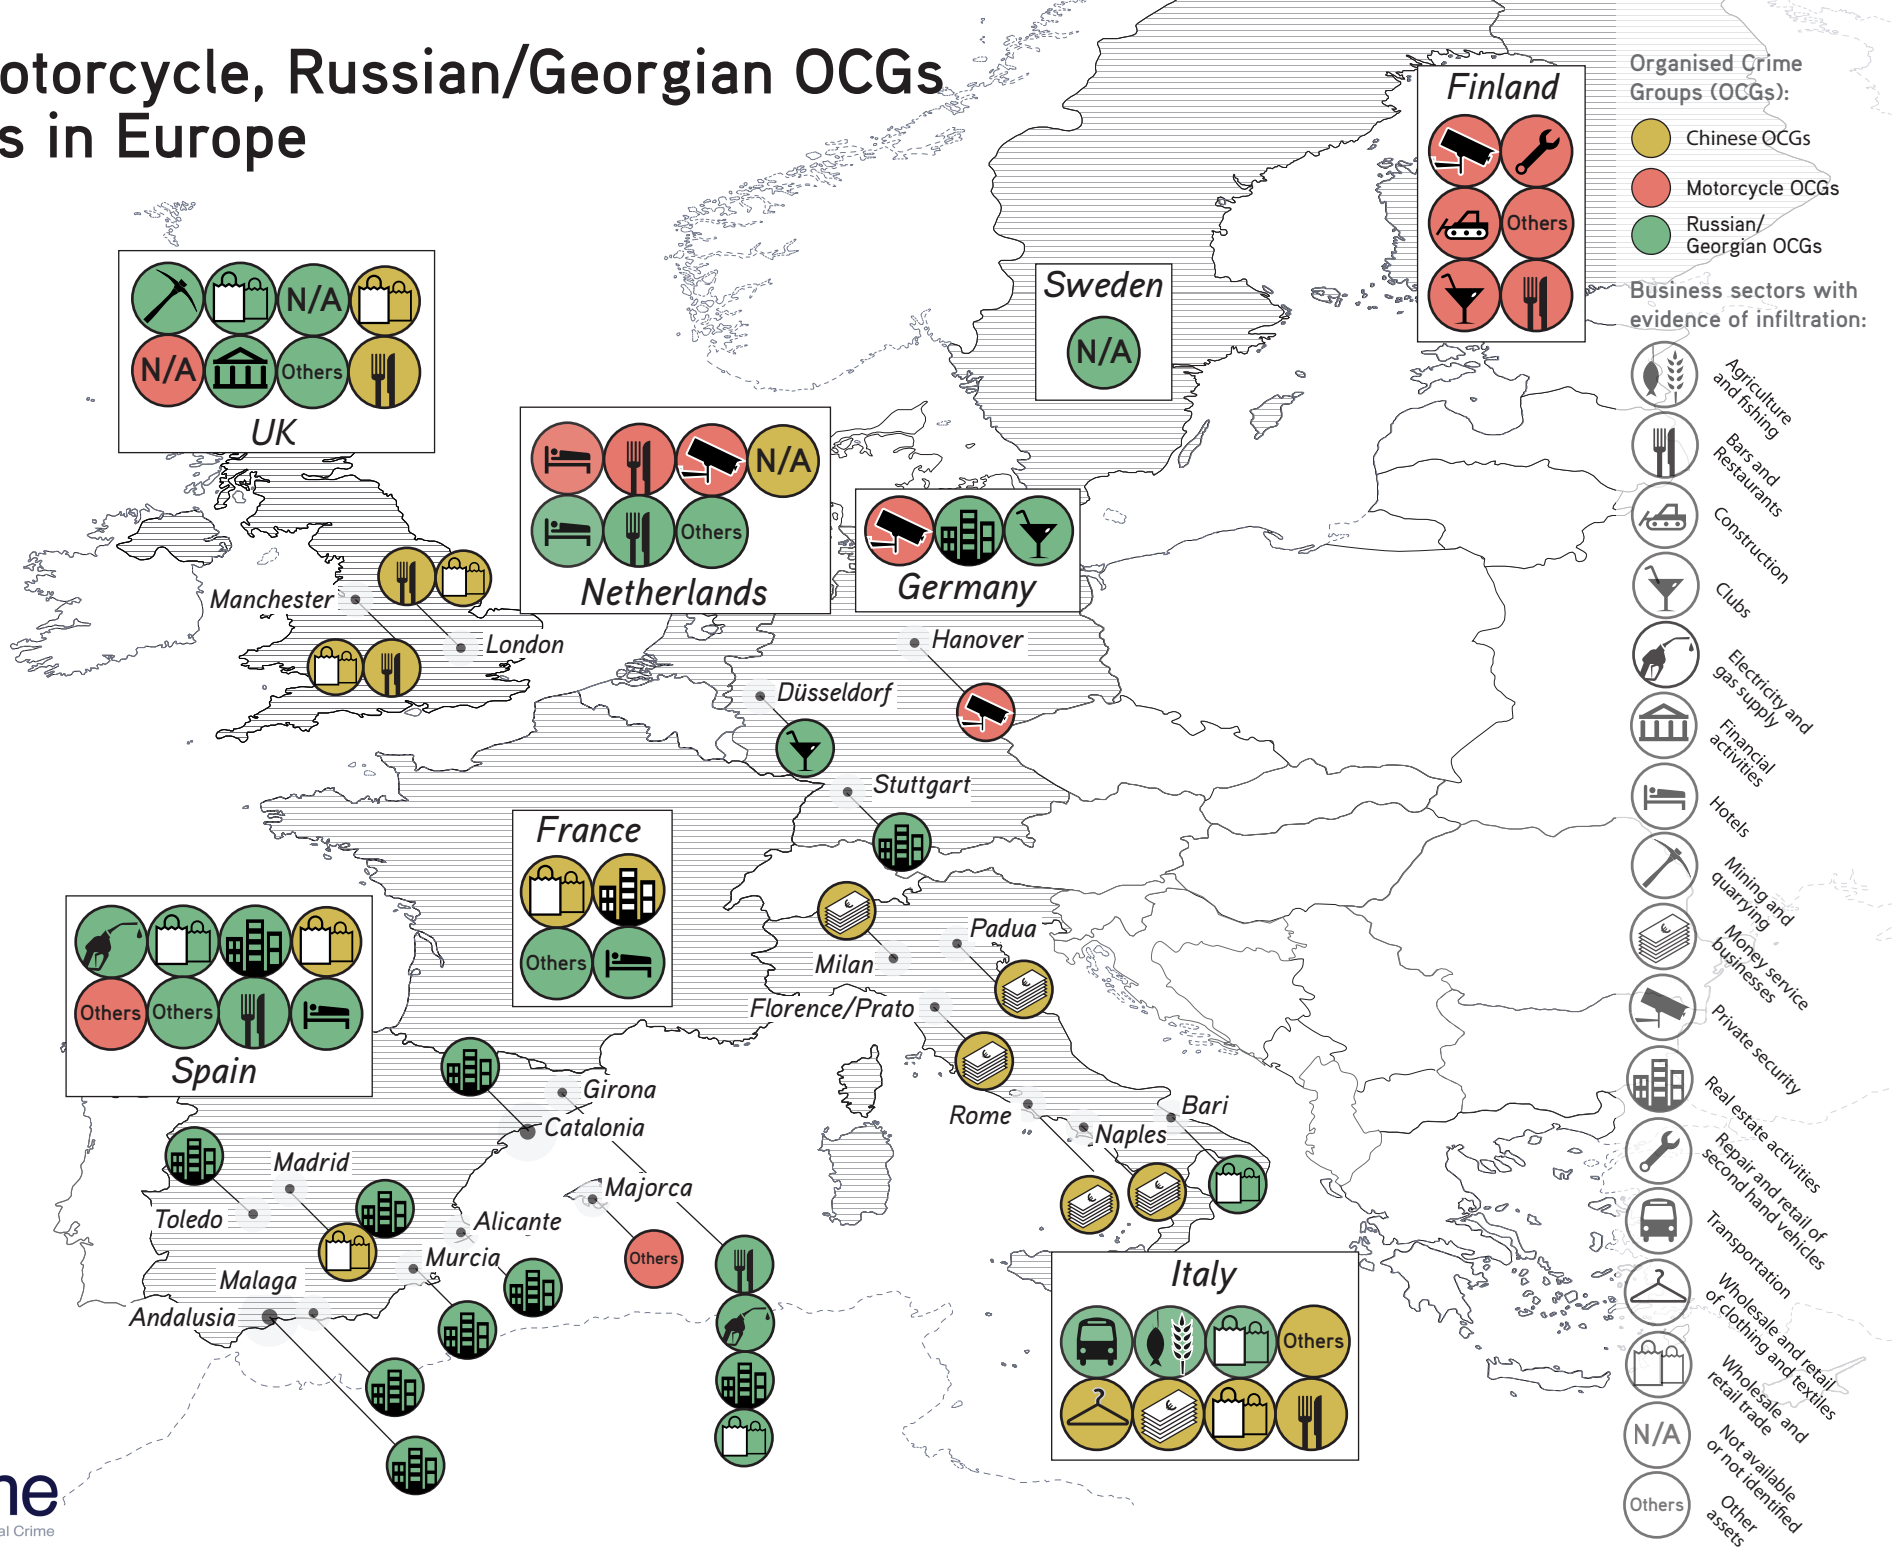 otorcycle, Russian/Georgian OCGs
s in Europe
Organised Crime
Groups (OCGs):
Chinese OCGs
Motorcycle OCGs
Russian/
Georgian OCGs
Business sectors with
evidence of infiltration:
Agriculture
and fishing
Bars and
Restaurants
Construction
Clubs
Electricity and
gas supply
Financial
activities
Hotels
Mining and
quarrying
Money service
businesses
Private security
Real estate activities
Repair and retail of
second hand vehicles
Transportation
Wholesale and retail
of clothing and textiles
Wholesale and
retail trade
N/A
Not available
or not identified
Others
Other
assets
Finland
Others
Sweden
N/A
N/A
N/A
Others
UK
N/A
Others
Netherlands
Germany
Manchester
London
Hanover
Düsseldorf
Stuttgart
France
Others
Others
Others
Spain
Milan
Padua
Florence/Prato
Rome
Naples
Bari
Girona
Catalonia
Madrid
Toledo
Majorca
Others
Alicante
Murcia
Malaga
Andalusia
Italy
Others
me
al Crime